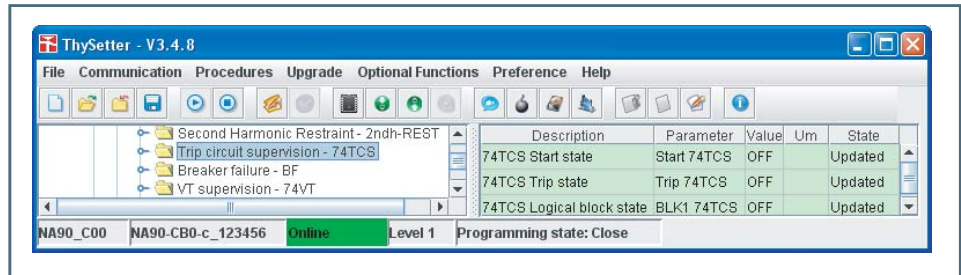 ThySetter - V3.4.8
File Communication Procedures Upgrade Optional Functions Preference Help
Second Harmonic Restraint - 2ndh-REST
Trip circuit supervision - 74TCS
Breaker failure - BF
VT supervision - 74VT
Description Parameter Value Um State
74TCS Start state Start 74TCS OFF Updated
74TCS Trip state Trip 74TCS OFF Updated
74TCS Logical block state BLK1 74TCS OFF Updated
NA90_C00 NA90-CB0-c_123456 Online Level 1 Programming state: Close